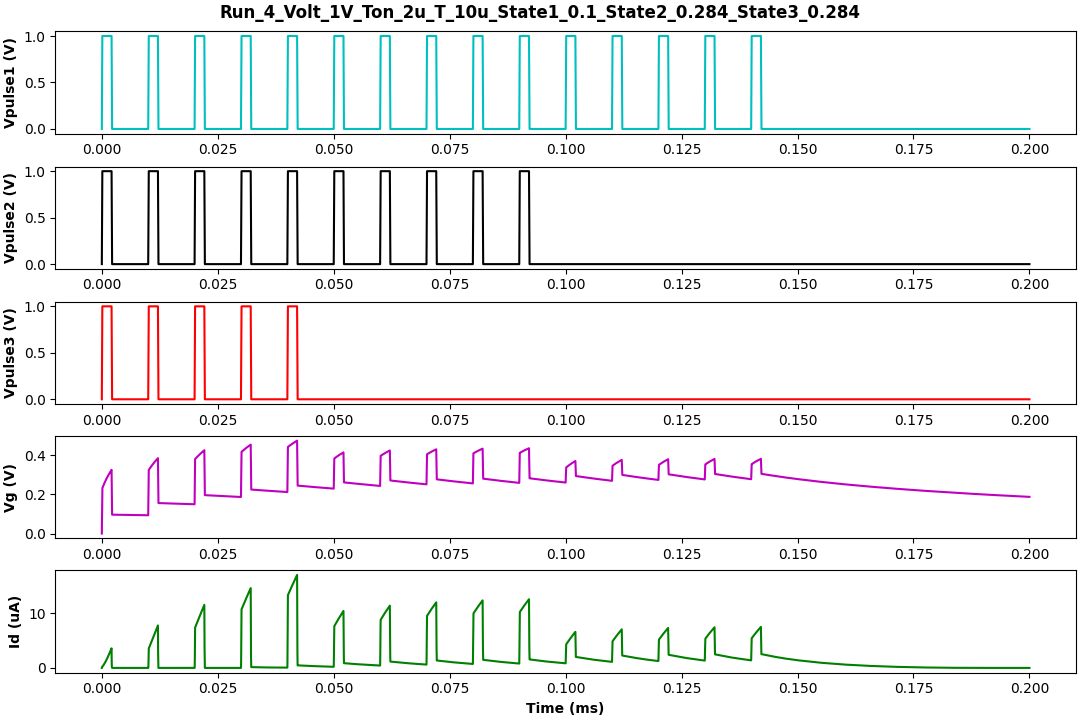 Run_4_Volt_1V_Ton_2u_T_10u_State1_0.1_State2_0.284_State3_0.284
Vpulse1 (V)
1.0
0.5
0.0
0.000 0.025 0.050 0.075 0.100 0.125 0.150 0.175 0.200
Vpulse2 (V)
1.0
0.5
0.0
0.000 0.025 0.050 0.075 0.100 0.125 0.150 0.175 0.200
Vpulse3 (V)
1.0
0.5
0.0
0.000 0.025 0.050 0.075 0.100 0.125 0.150 0.175 0.200
Vg (V)
0.4
0.2
0.0
0.000 0.025 0.050 0.075 0.100 0.125 0.150 0.175 0.200
Id (uA)
10
0
0.000 0.025 0.050 0.075 0.100 0.125 0.150 0.175 0.200
Time (ms)